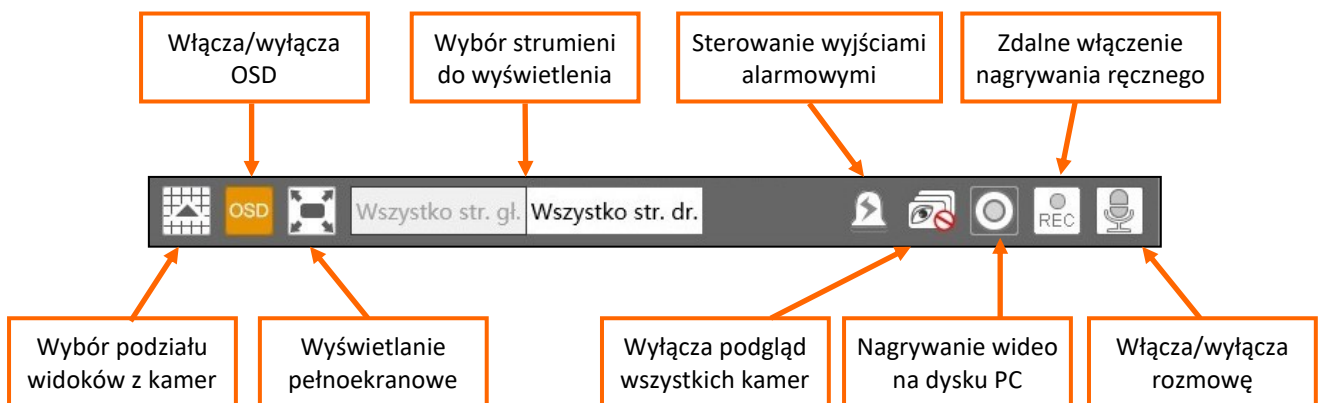 Włącza/wyłącza
OSD
Wybór strumieni
do wyświetlenia
Sterowanie wyjściami
alarmowymi
Zdalne włączenie
nagrywania ręcznego
OSD
Wszystko str. gł.
Wszystko str. dr.
REC
Wybór podziału
widoków z kamer
Wyświetlanie
pełnoekranowe
Wyłącza podgląd
wszystkich kamer
Nagrywanie wideo
na dysku PC
Włącza/wyłącza
rozmowę